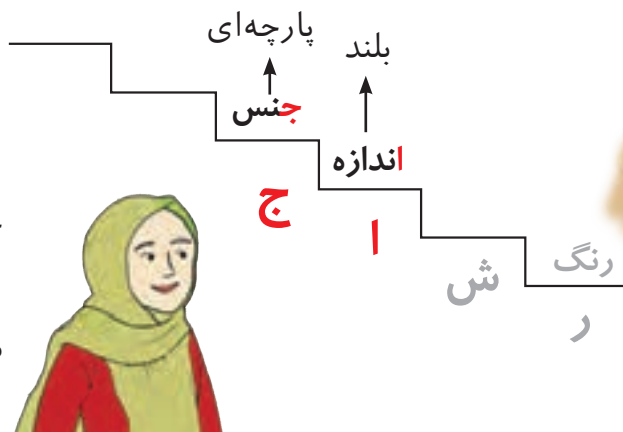 پارچه‌ای
بلند
جنس
اندازه
رنگ
ج
ا
ش
ر